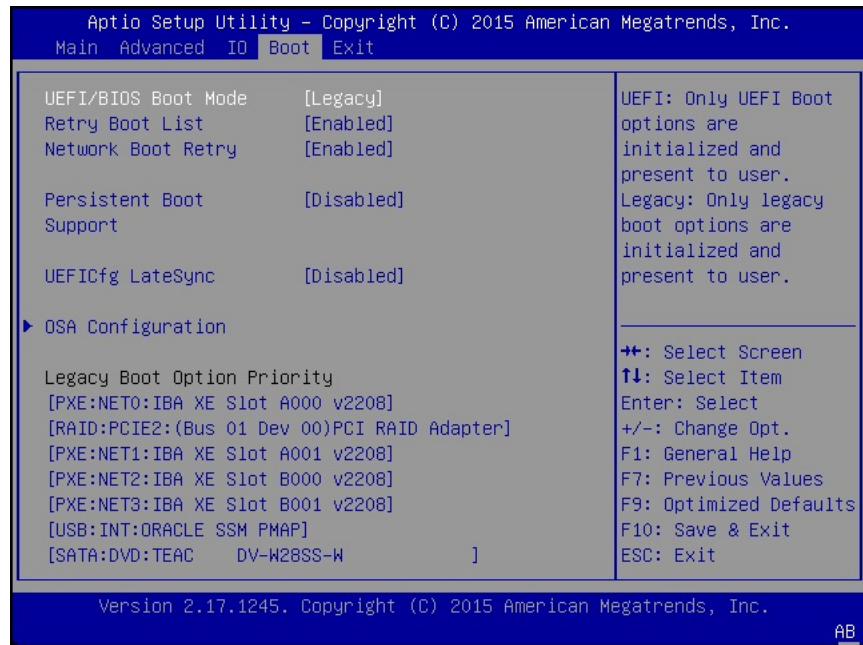 Aptio Setup Utility – Copyright (C) 2015 American Megatrends, Inc.
Main Advanced IO Boot Exit
UEFI/BIOS Boot Mode [Legacy]
Retry Boot List [Enabled]
Network Boot Retry [Enabled]
Persistent Boot [Disabled]
Support
UEFICfg LateSync [Disabled]
OSA Configuration
Legacy Boot Option Priority
[PXE:NET0:IBA XE Slot A000 v2208]
[RAID:PCIE2:(Bus 01 Dev 00)PCI RAID Adapter]
[PXE:NET1:IBA XE Slot A001 v2208]
[PXE:NET2:IBA XE Slot B000 v2208]
[PXE:NET3:IBA XE Slot B001 v2208]
[USB:INT:ORACLE SSM PMAP]
[SATA:DVD:TEAC DV-W28SS-W ]
UEFI: Only UEFI Boot
options are
initialized and
present to user.
Legacy: Only legacy
boot options are
initialized and
present to user.
→←: Select Screen
↑↓: Select Item
Enter: Select
+/-: Change Opt.
F1: General Help
F7: Previous Values
F9: Optimized Defaults
F10: Save & Exit
ESC: Exit
Version 2.17.1245. Copyright (C) 2015 American Megatrends, Inc.
AB